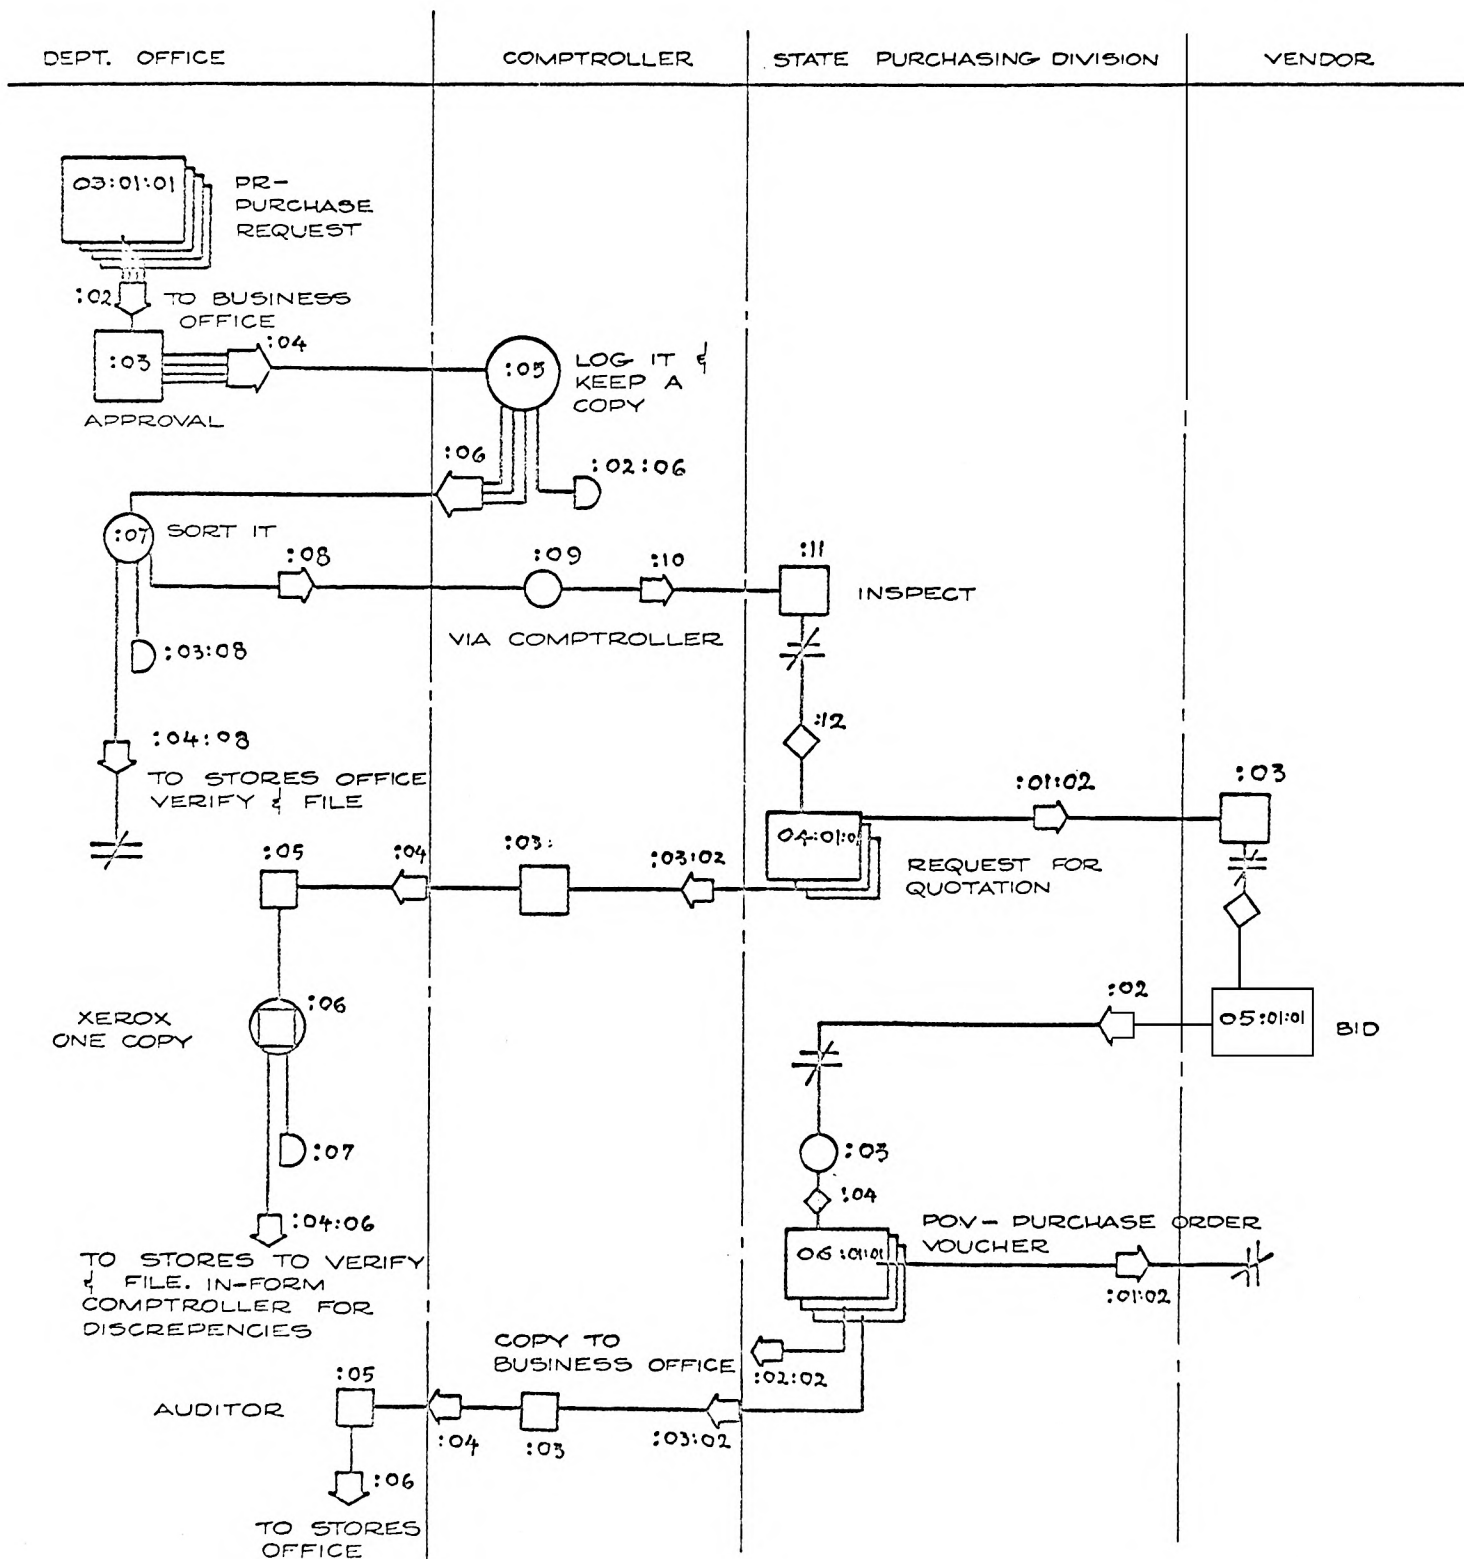 DEPT. OFFICE
COMPTROLLER
STATE PURCHASING DIVISION
VENDOR
03:01:01
PR-
PURCHASE
REQUEST
:02
TO BUSINESS
OFFICE
:03
:04
APPROVAL
:05
LOG IT &
KEEP A
COPY
:06
:02:06
:07
SORT IT
:08
:09
:10
:11
INSPECT
VIA COMPTROLLER
:03:08
:12
:04:08
TO STORES OFFICE
VERIFY & FILE
:01:02
:03
04:01:01
REQUEST FOR
QUOTATION
:05
:04
:03:
:03:02
XEROX
ONE COPY
:06
:02
05:01:01
BID
:07
:03
:04
:04:06
TO STORES TO VERIFY
& FILE. IN-FORM
COMPTROLLER FOR
DISCREPENCIES
POV- PURCHASE ORDER
VOUCHER
06:01:01
:01:02
COPY TO
BUSINESS OFFICE
:02:02
:05
AUDITOR
:04
:03
:03:02
:06
TO STORES
OFFICE